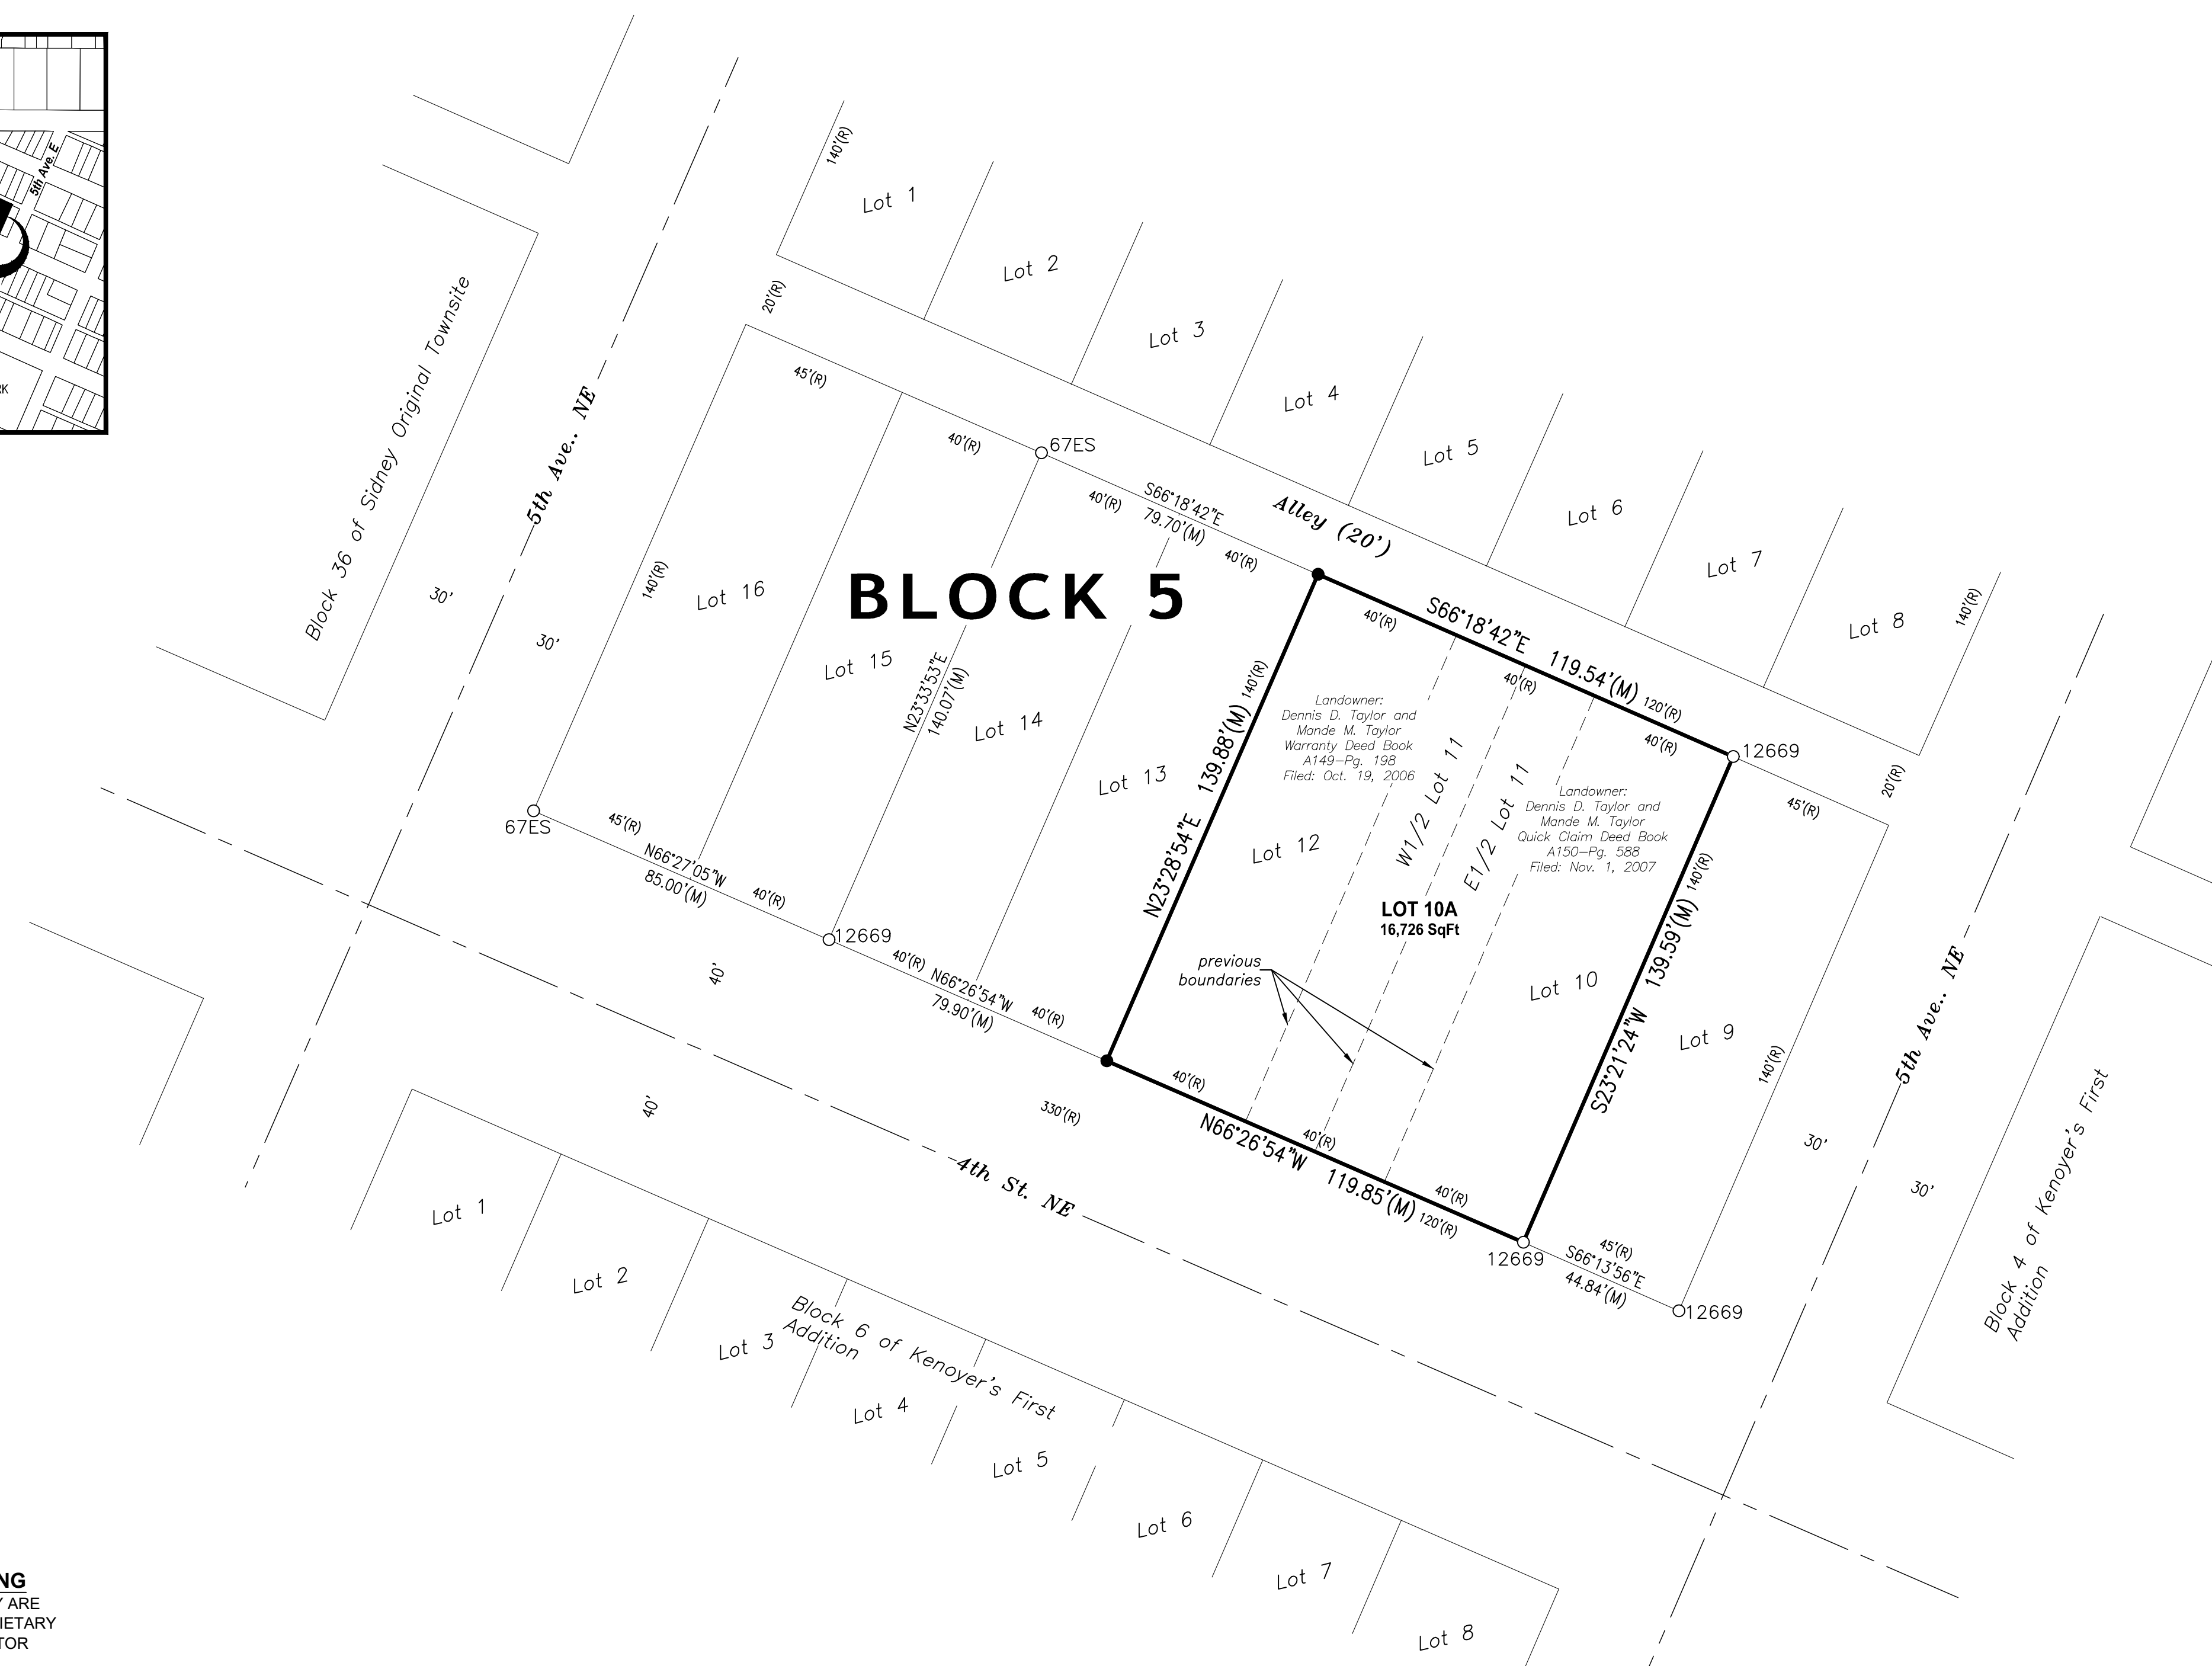 5th Ave. E
RK
Block 36 of Sidney Original Townsite
5th Ave.. NE
30'
30'
140'(R)
Lot 1
Lot 2
Lot 3
Lot 4
Lot 5
Lot 6
Lot 7
Lot 8
140'(R)
20'(R)
Alley (20')
20'(R)
45'(R)
40'(R)
67ES
40'(R)
S66°18'42"E
79.70'(M)
40'(R)
BLOCK 5
140'(R)
Lot 16
Lot 15
N23°33'53"E
140.07'(M)
Lot 14
Lot 13
N23°28'54"E 139.88'(M) 140'(R)
40'(R)
S66°18'42"E 119.54'(M) 120'(R)
40'(R)
40'(R)
12669
45'(R)
Landowner:
Dennis D. Taylor and
Mande M. Taylor
Warranty Deed Book
A149-Pg. 198
Filed: Oct. 19, 2006
Lot 12
W1/2 Lot 11
E1/2 Lot 11
Landowner:
Dennis D. Taylor and
Mande M. Taylor
Quick Claim Deed Book
A150-Pg. 588
Filed: Nov. 1, 2007
LOT 10A
16,726 SqFt
previous
boundaries
Lot 10
S23°21'24"W 139.59'(M) 140'(R)
Lot 9
140'(R)
5th Ave.. NE
30'
30'
Block 4 of Kenoyer's First
Addition
67ES
45'(R)
N66°27'05"W
85.00'(M)
40'(R)
12669
40'(R)
N66°26'54"W
79.90'(M)
40'(R)
40'(R)
N66°26'54"W 119.85'(M) 120'(R)
40'(R)
40'(R)
12669
45'(R)
S66°13'56"E
44.84'(M)
12669
40'
40'
330'(R)
4th St. NE
Lot 1
Lot 2
Lot 3
Block 6 of Kenoyer's First
Addition
Lot 4
Lot 5
Lot 6
Lot 7
Lot 8
NG
Y ARE
IETARY
TOR